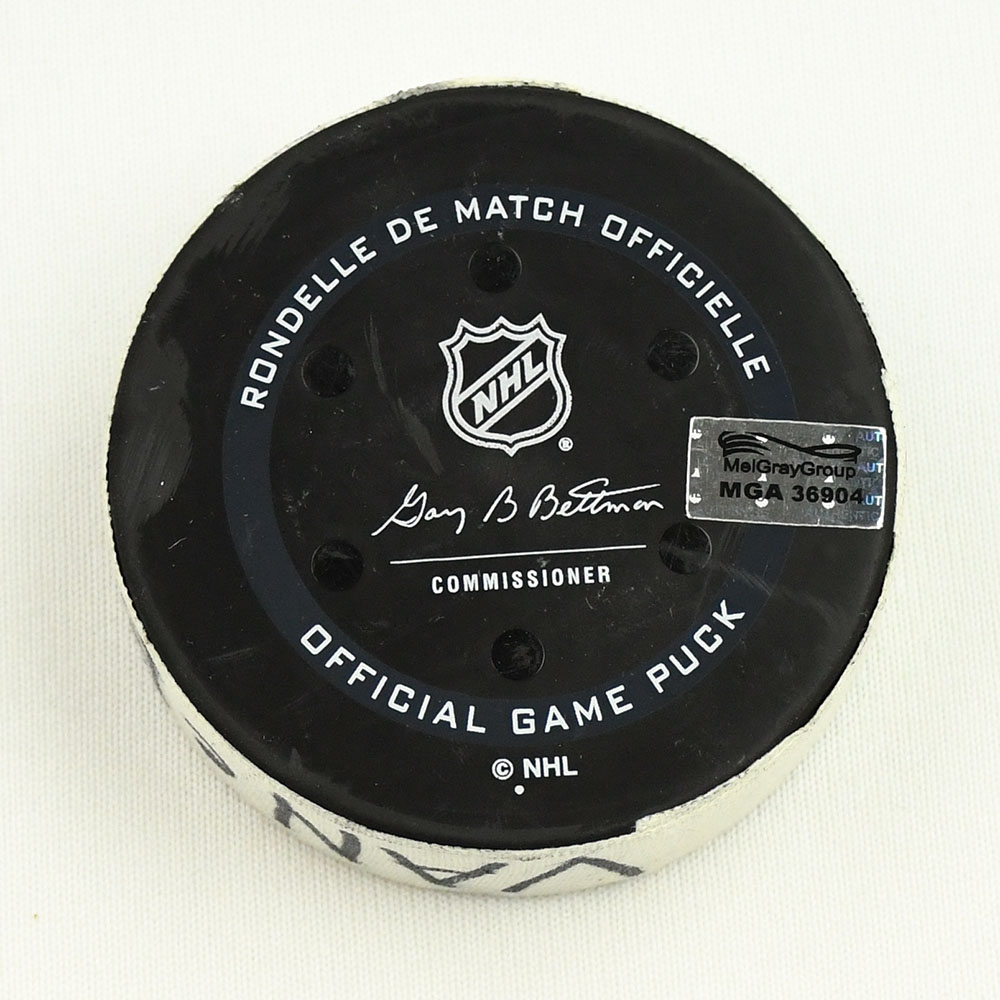 RONDELLE DE MATCH OFFICIELLE
NHL
®
MelGrayGroup
MGA 36904
Gary B Bettman
COMMISSIONER
OFFICIAL GAME PUCK
© NHL
VAN